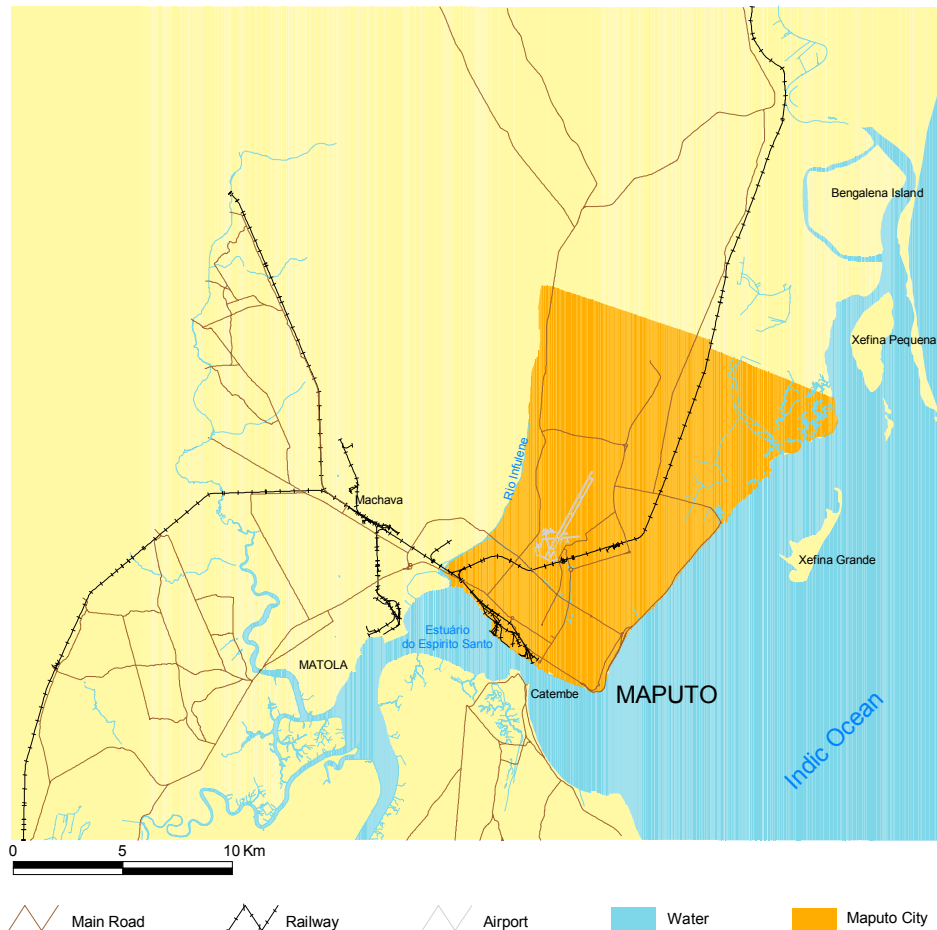 Bengalena Island
Xefina Pequena
Rio Infulene
Machava
Xefina Grande
Estuário
do Espirito Santo
MATOLA
Catembe
MAPUTO
Indic Ocean
0 5 10 Km
Main Road Railway Airport Water Maputo City